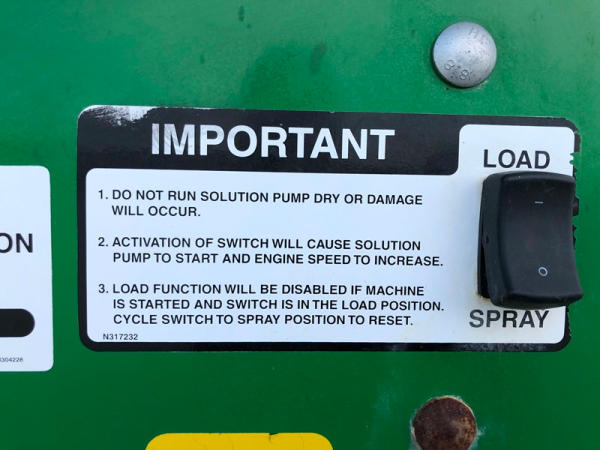 IMPORTANT
LOAD
1. DO NOT RUN SOLUTION PUMP DRY OR DAMAGE
WILL OCCUR.
2. ACTIVATION OF SWITCH WILL CAUSE SOLUTION
PUMP TO START AND ENGINE SPEED TO INCREASE.
3. LOAD FUNCTION WILL BE DISABLED IF MACHINE
IS STARTED AND SWITCH IS IN THE LOAD POSITION.
CYCLE SWITCH TO SPRAY POSITION TO RESET.
N317232
SPRAY
I
O
ON
304228